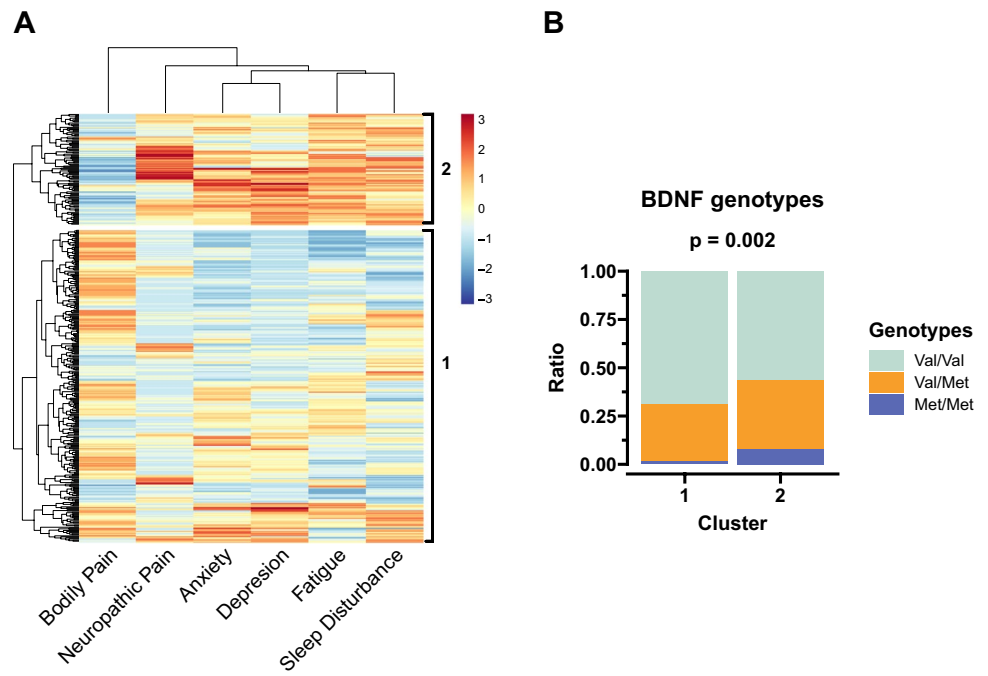 A
3
2
1
0
−1
−2
−3
2
1
Bodily Pain
Neuropathic Pain
Anxiety
Depresion
Fatigue
Sleep Disturbance
B
BDNF genotypes
p = 0.002
1.00
0.75
0.50
0.25
0.00
Ratio
1 2
Cluster
Genotypes
Val/Val
Val/Met
Met/Met